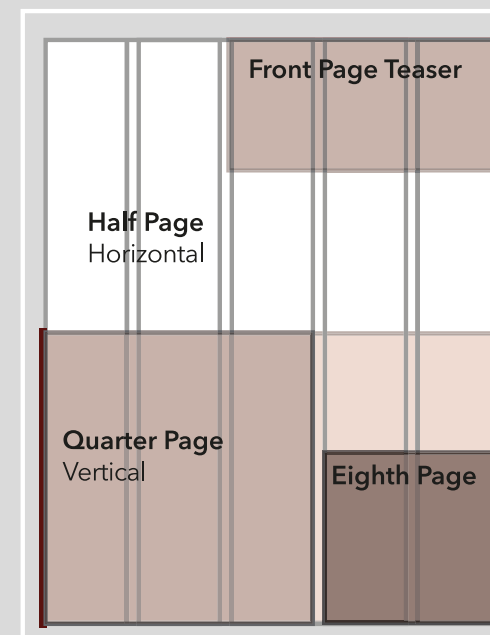 Front Page Teaser
Half Page
Horizontal
Quarter Page
Vertical
Eighth Page